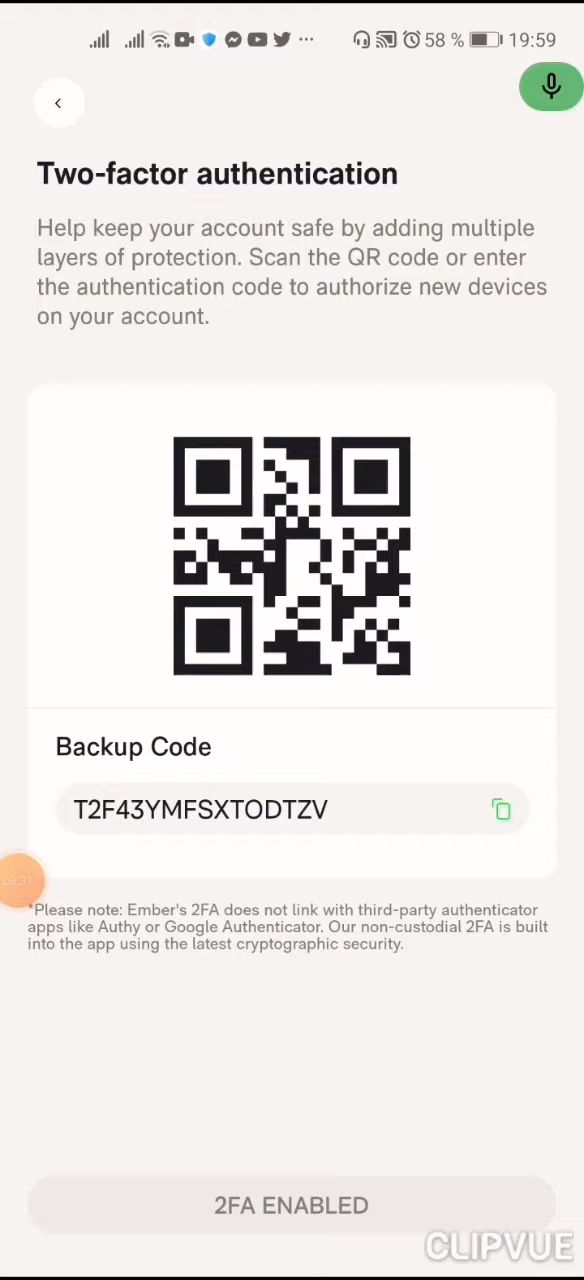 58 % 19:59
Two-factor authentication
Help keep your account safe by adding multiple
layers of protection. Scan the QR code or enter
the authentication code to authorize new devices
on your account.
Backup Code
T2F43YMFSXTODTZV
08:31
*Please note: Ember's 2FA does not link with third-party authenticator
apps like Authy or Google Authenticator. Our non-custodial 2FA is built
into the app using the latest cryptographic security.
2FA ENABLED
CLIPVUE